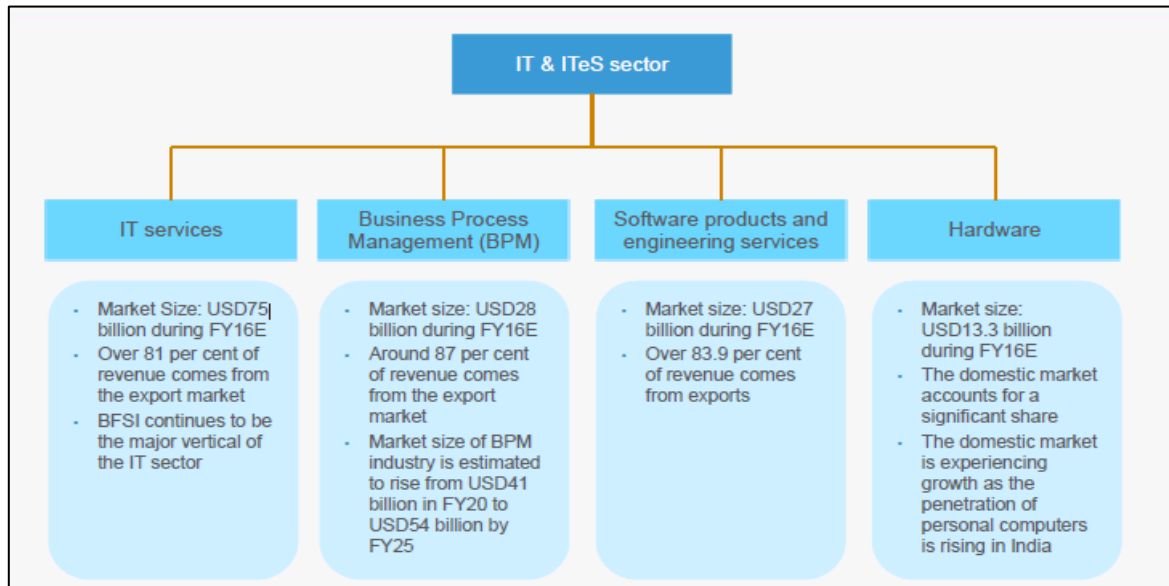 IT & ITeS sector
IT services
Business Process
Management (BPM)
Software products and
engineering services
Hardware
- Market Size: USD75
billion during FY16E
- Over 81 per cent of
revenue comes from
the export market
- BFSI continues to be
the major vertical of
the IT sector
- Market size: USD28
billion during FY16E
- Around 87 per cent
of revenue comes
from the export
market
- Market size of BPM
industry is estimated
to rise from USD41
billion in FY20 to
USD54 billion by
FY25
- Market size: USD27
billion during FY16E
- Over 83.9 per cent
of revenue comes
from exports
- Market size:
USD13.3 billion
during FY16E
- The domestic market
accounts for a
significant share
- The domestic market
is experiencing
growth as the
penetration of
personal computers
is rising in India